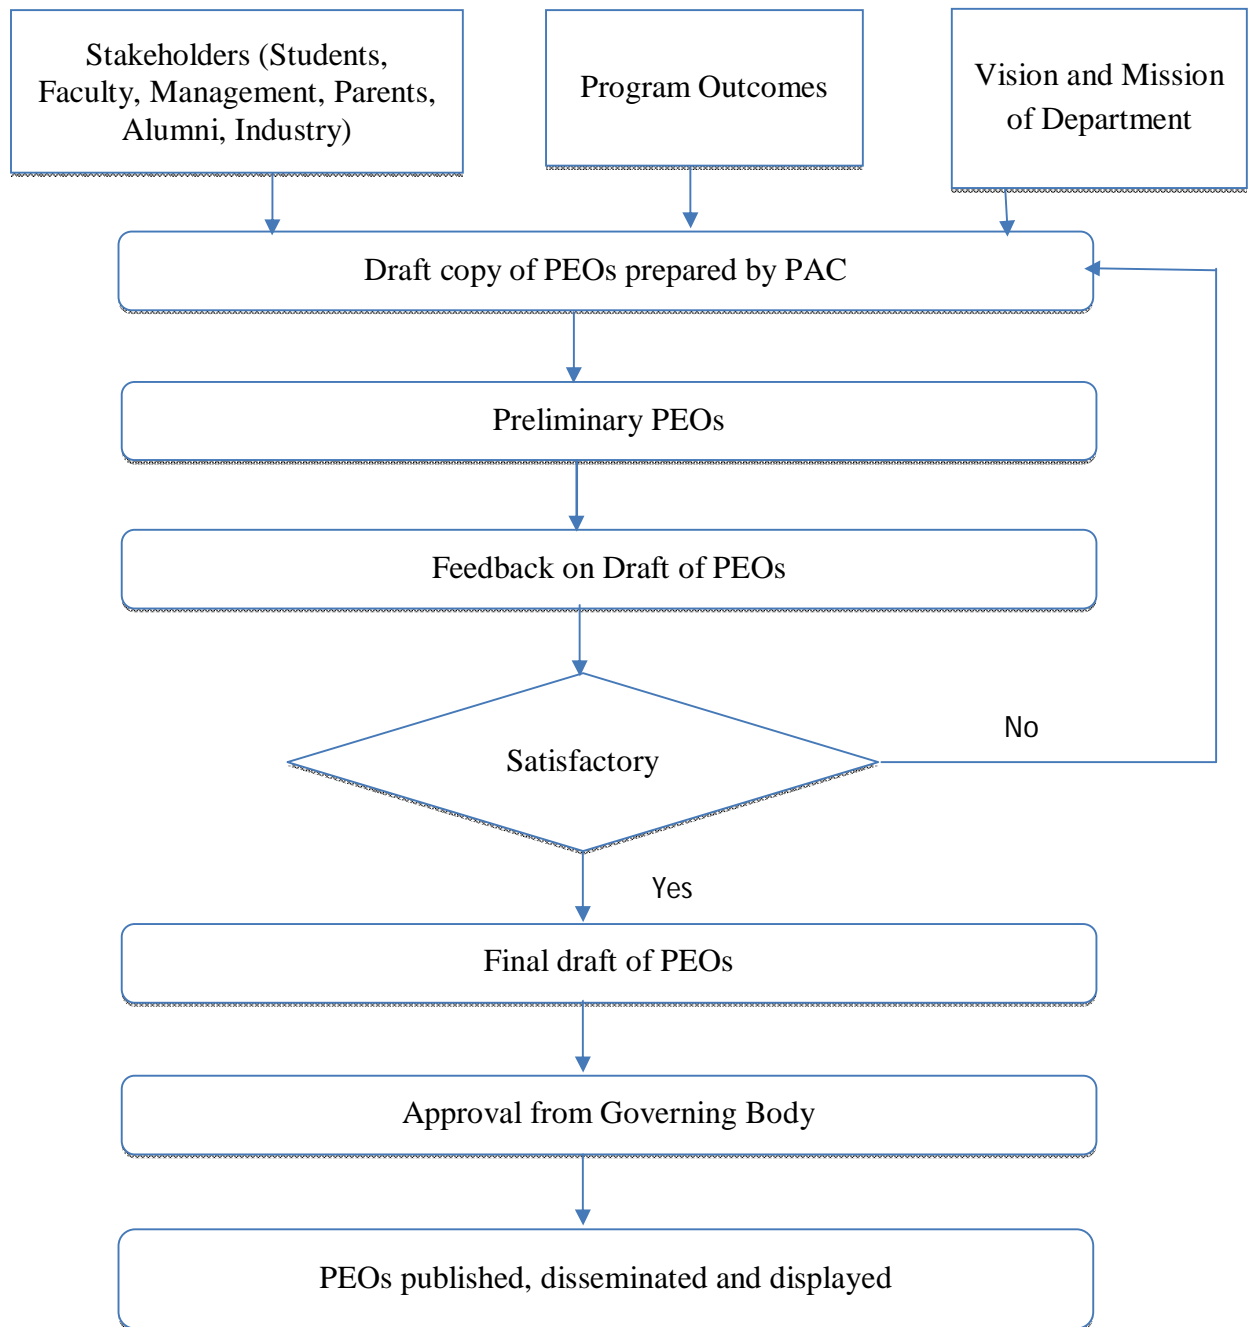 Stakeholders (Students,
Faculty, Management, Parents,
Alumni, Industry)
Program Outcomes
Vision and Mission
of Department
Draft copy of PEOs prepared by PAC
Preliminary PEOs
Feedback on Draft of PEOs
Satisfactory
No
Yes
Final draft of PEOs
Approval from Governing Body
PEOs published, disseminated and displayed